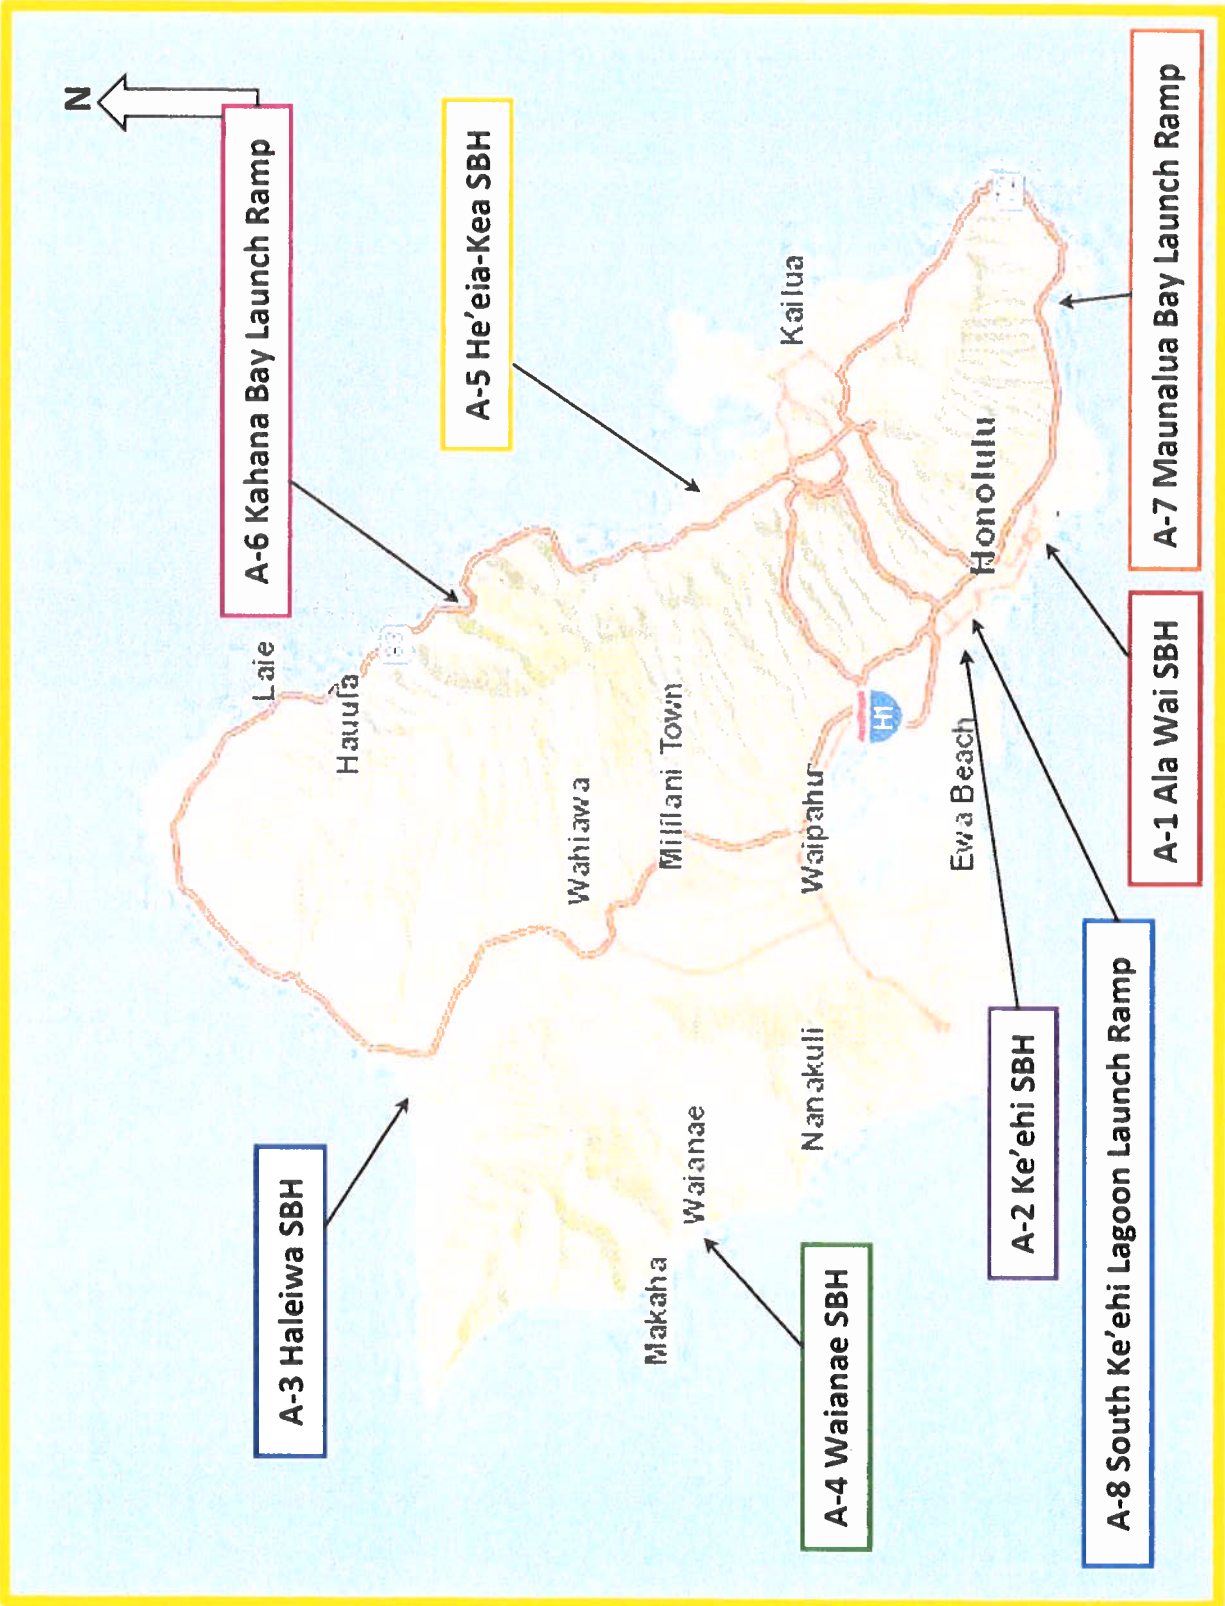 N
A-3 Haleiwa SBH
Laie
A-6 Kahana Bay Launch Ramp
Hauula
83
A-5 He’eia-Kea SBH
Wahiawa
Makaha
Mililani Town
Waianae
Kailua
Nanakuli
Waipahu
A-4 Waianae SBH
H1
Ewa Beach
Honolulu
A-2 Ke’ehi SBH
A-8 South Ke’ehi Lagoon Launch Ramp
A-1 Ala Wai SBH
A-7 Maunalua Bay Launch Ramp